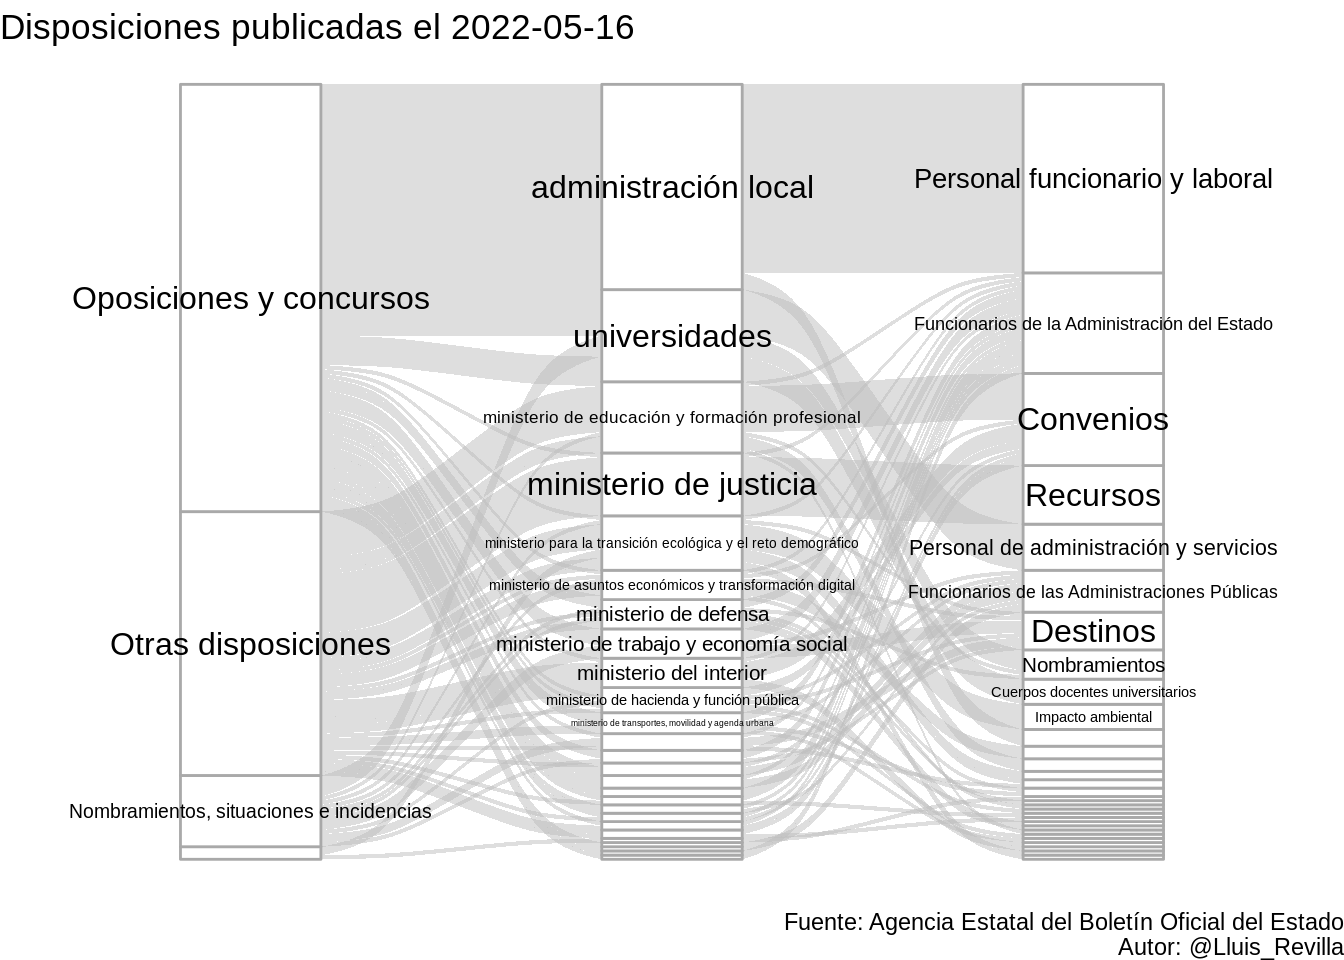 Disposiciones publicadas el 2022-05-16
Oposiciones y concursos
Otras disposiciones
Nombramientos, situaciones e incidencias
administración local
universidades
ministerio de educación y formación profesional
ministerio de justicia
ministerio para la transición ecológica y el reto demográfico
ministerio de asuntos económicos y transformación digital
ministerio de defensa
ministerio de trabajo y economía social
ministerio del interior
ministerio de hacienda y función pública
ministerio de transportes, movilidad y agenda urbana
Personal funcionario y laboral
Funcionarios de la Administración del Estado
Convenios
Recursos
Personal de administración y servicios
Funcionarios de las Administraciones Públicas
Destinos
Nombramientos
Cuerpos docentes universitarios
Impacto ambiental
Fuente: Agencia Estatal del Boletín Oficial del Estado
Autor: @Lluis_Revilla